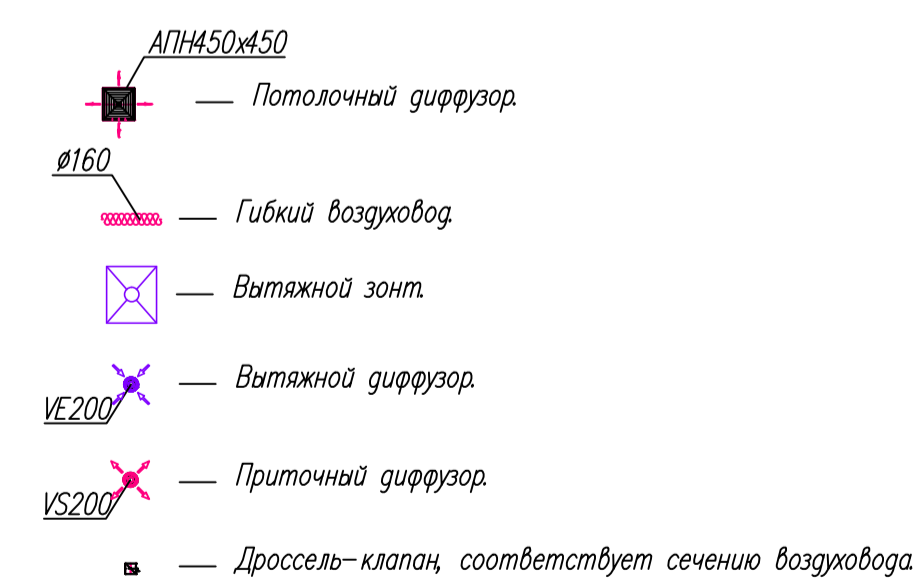 АПН450х450
— Потолочный диффузор.
ø160
— Гибкий воздуховод.
— Вытяжной зонт.
— Вытяжной диффузор.
VE200
— Приточный диффузор.
VS200
— Дроссель-клапан, соответствует сечению воздуховода.